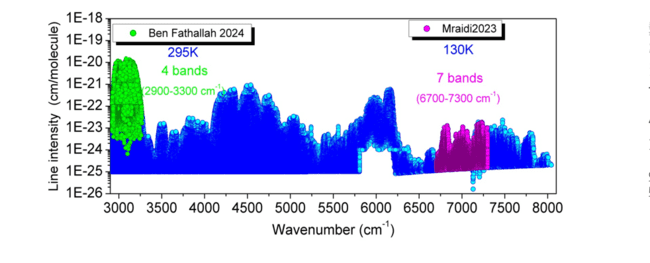 1E-18
1E-19
1E-20
1E-21
1E-22
1E-23
1E-24
1E-25
1E-26
Line intensity (cm/molecule)
Ben Fathallah 2024
295K
4 bands
(2900-3300 cm⁻¹)
Mraidi2023
130K
7 bands
(6700-7300 cm⁻¹)
3000 3500 4000 4500 5000 5500 6000 6500 7000 7500 8000
Wavenumber (cm⁻¹)